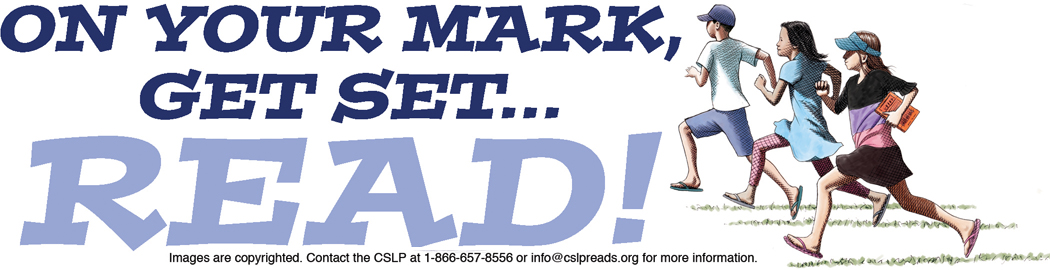 ON YOUR MARK,
GET SET...
READ!
Images are copyrighted. Contact the CSLP at 1-866-657-8556 or info@cslpreads.org for more information.